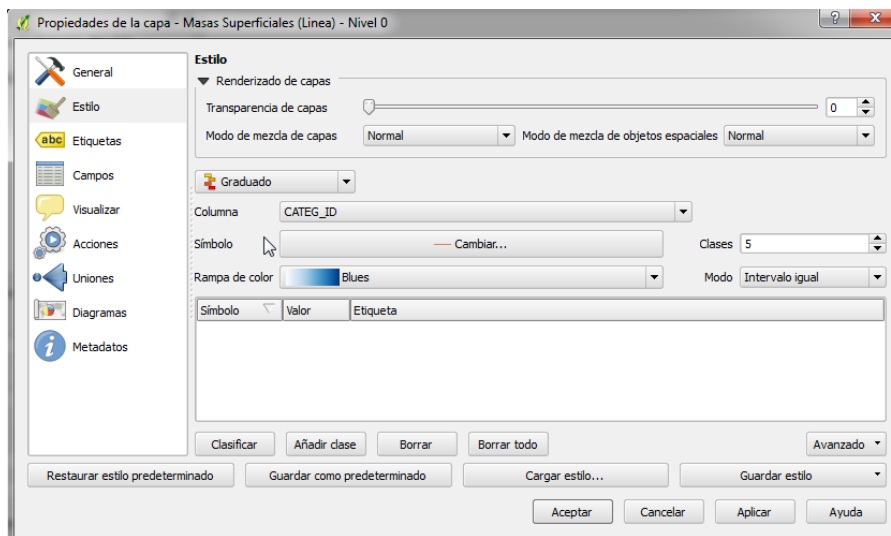 Propiedades de la capa - Masas Superficiales (Linea) - Nivel 0
General
Estilo
abc Etiquetas
Campos
Visualizar
Acciones
Uniones
Diagramas
Metadatos
Estilo
Renderizado de capas
Transparencia de capas 0
Modo de mezcla de capas Normal Modo de mezcla de objetos espaciales Normal
Graduado
Columna CATEG_ID
Símbolo Cambiar... Clases 5
Rampa de color Blues Modo Intervalo igual
Símbolo Valor Etiqueta
Clasificar Añadir clase Borrar Borrar todo Avanzado
Restaurar estilo predeterminado Guardar como predeterminado Cargar estilo... Guardar estilo
Aceptar Cancelar Aplicar Ayuda